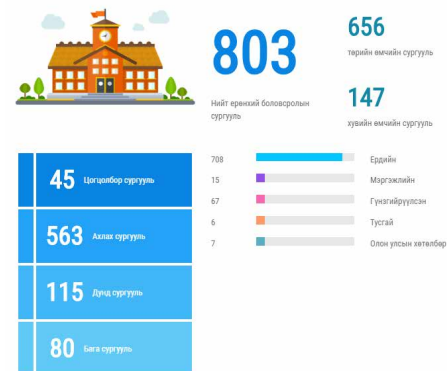 803
Нийт ерөнхий боловсролын
сургууль
656
төрийн өмчийн сургууль
147
хувийн өмчийн сургууль
45 Цогцолбор сургууль
563 Ахлах сургууль
115 Дунд сургууль
80 Бага сургууль
708 Ердийн
15 Мэргэжлийн
67 Гүнзгийрүүлсэн
6 Тусгай
7 Олон улсын хөтөлбөр